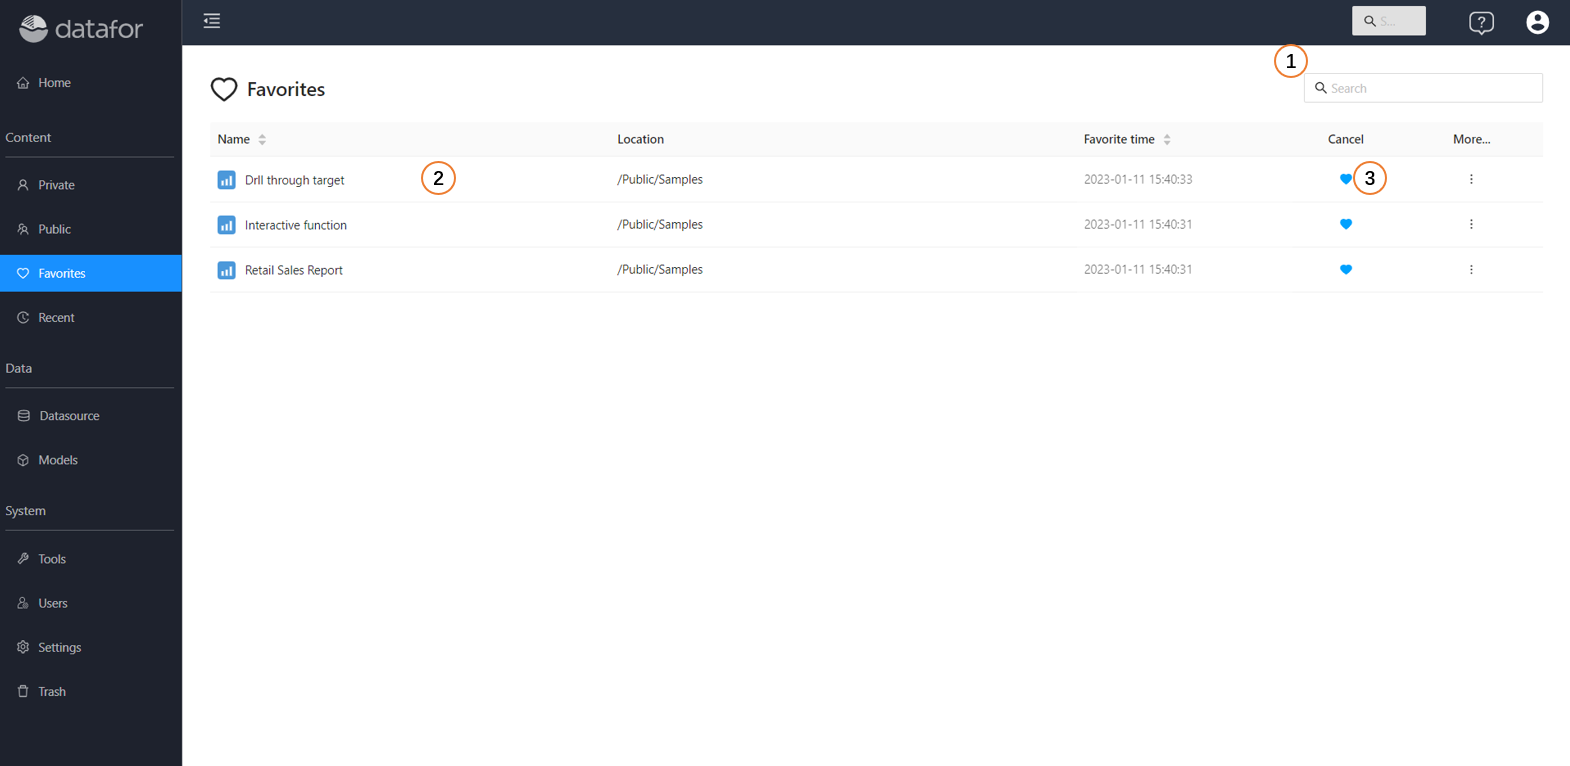 datafor
S...
?
Home
Content
Private
Public
Favorites
Recent
Data
Datasource
Models
System
Tools
Users
Settings
Trash
1
Favorites
Search
Name Location Favorite time Cancel More...
Drll through target 2 /Public/Samples 2023-01-11 15:40:33 3
Interactive function /Public/Samples 2023-01-11 15:40:31
Retail Sales Report /Public/Samples 2023-01-11 15:40:31